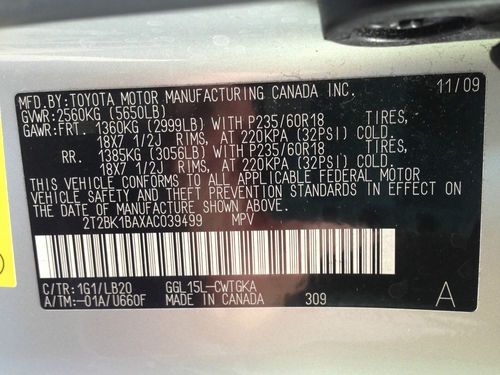 MFD.BY:TOYOTA MOTOR MANUFACTURING CANADA INC. 11/09
GVWR:2560KG (5650LB)
GAWR:FRT. 1360KG (2999LB) WITH P235/60R18 TIRES,
18X7 1/2J RIMS, AT 220KPA (32PSI) COLD.
RR. 1385KG (3056LB) WITH P235/60R18 TIRES,
18X7 1/2J RIMS, AT 220KPA (32PSI) COLD.
THIS VEHICLE CONFORMS TO ALL APPLICABLE FEDERAL MOTOR
VEHICLE SAFETY AND THEFT PREVENTION STANDARDS IN EFFECT ON
THE DATE OF MANUFACTURE SHOWN ABOVE.
2T2BK1BAXAC039499 MPV
C/TR:1G1/LB20 GGL15L-CWTGKA
A/TM:-01A/U660F MADE IN CANADA 309 A